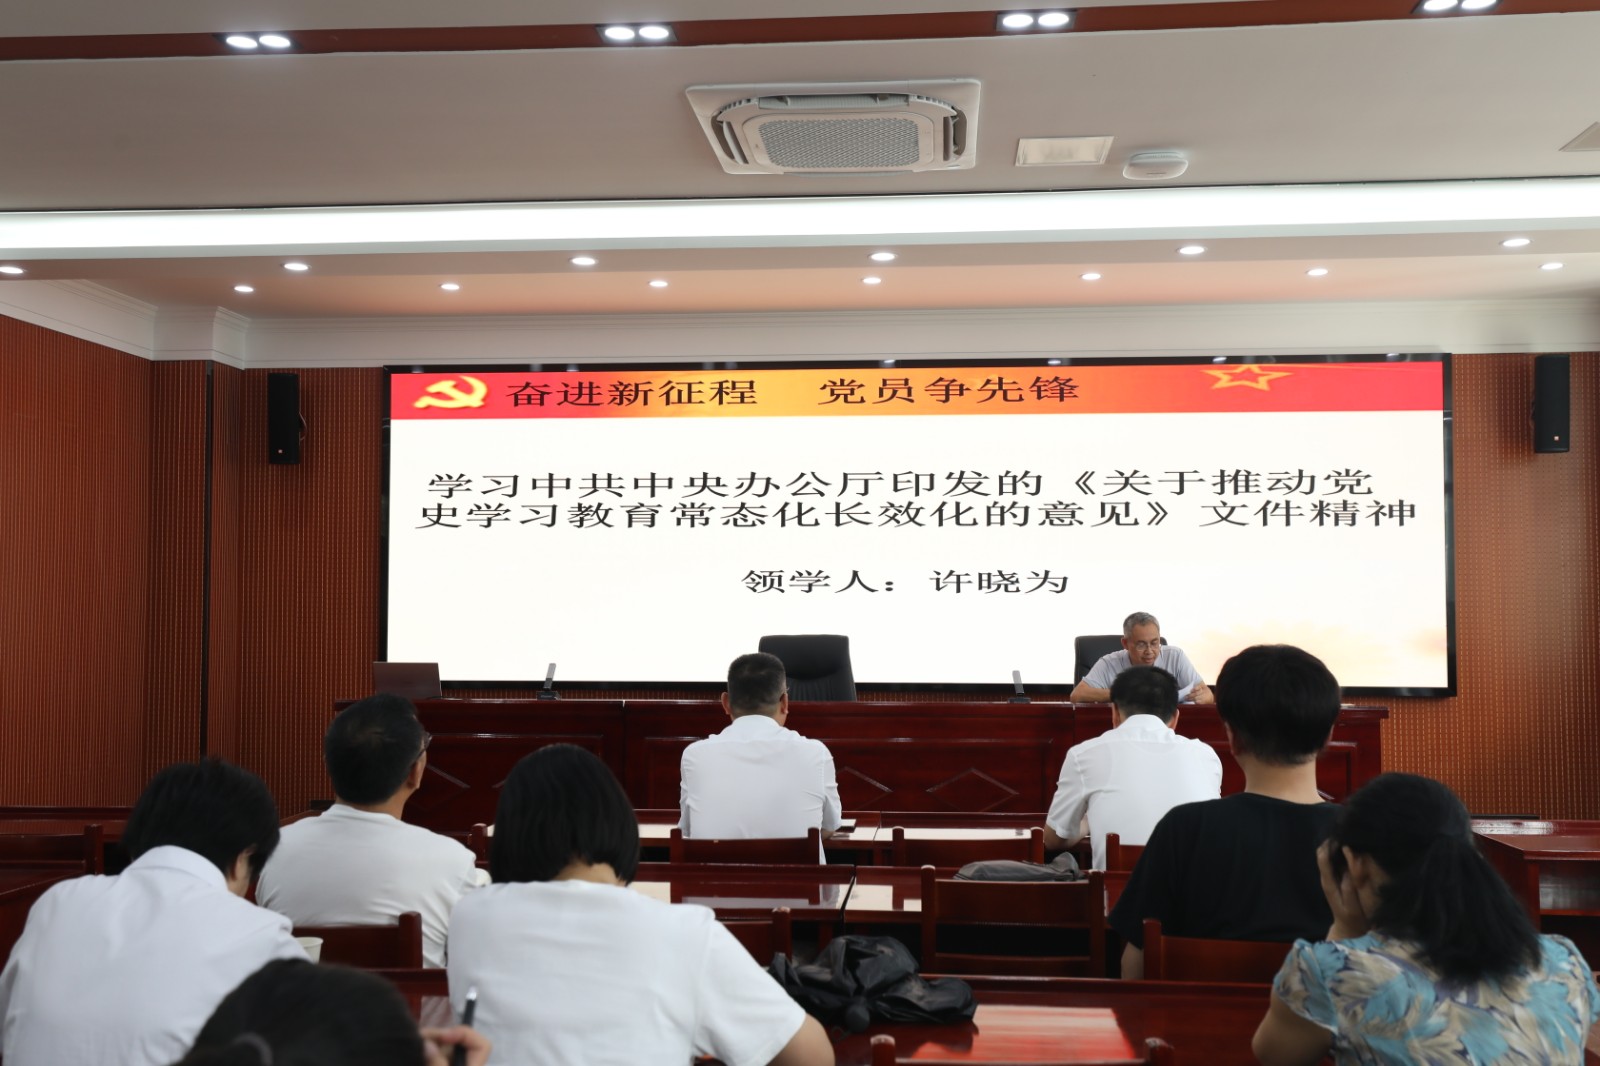 奋进新征程 党员争先锋
学习中共中央办公厅印发的《关于推动党
史学习教育常态化长效化的意见》文件精神
领学人：许晓为